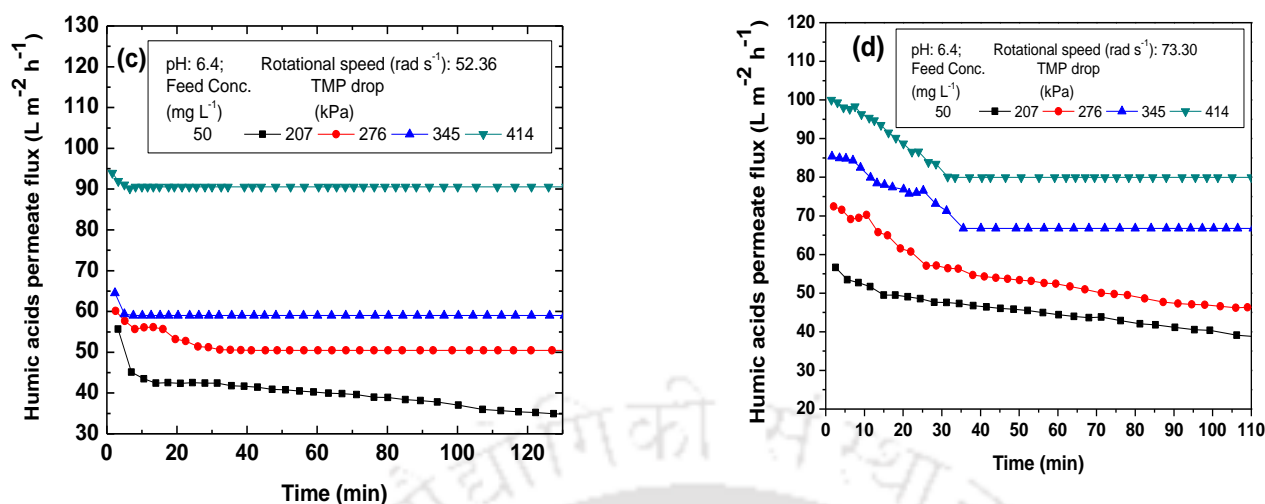 (c)
pH: 6.4; Rotational speed (rad s⁻¹): 52.36
Feed Conc. TMP drop
(mg L⁻¹) (kPa)
50 207 276 345 414
Humic acids permeate flux (L m⁻² h⁻¹)
130
120
110
100
90
80
70
60
50
40
30
0 20 40 60 80 100 120
Time (min)
(d)
pH: 6.4; Rotational speed (rad s⁻¹): 73.30
Feed Conc. TMP drop
(mg L⁻¹) (kPa)
50 207 276 345 414
Humic acids permeate flux (L m⁻² h⁻¹)
120
110
100
90
80
70
60
50
40
30
20
0 10 20 30 40 50 60 70 80 90 100 110
Time (min)